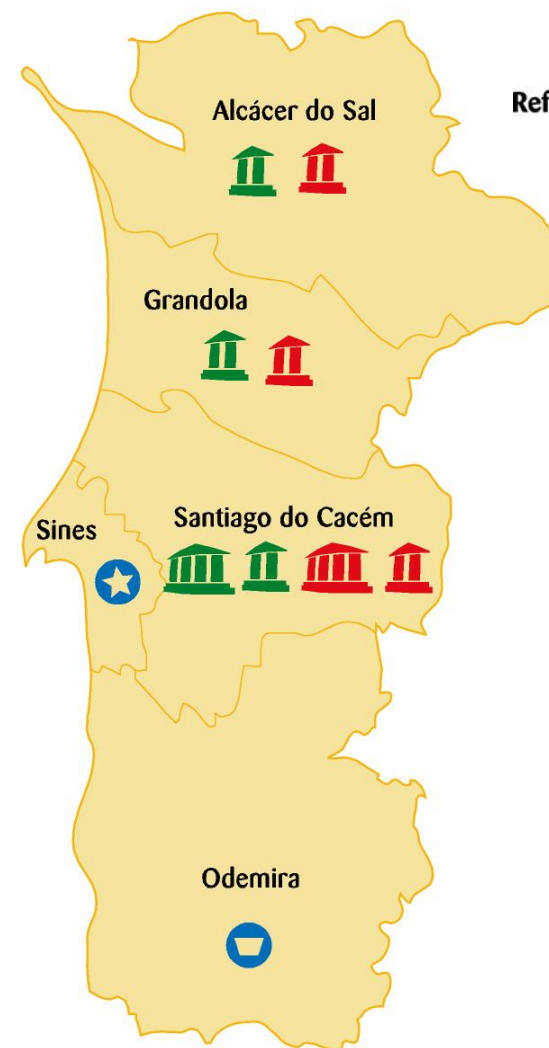 Alcácer do Sal
Ref
Grandola
Santiago do Cacém
Sines
Odemira